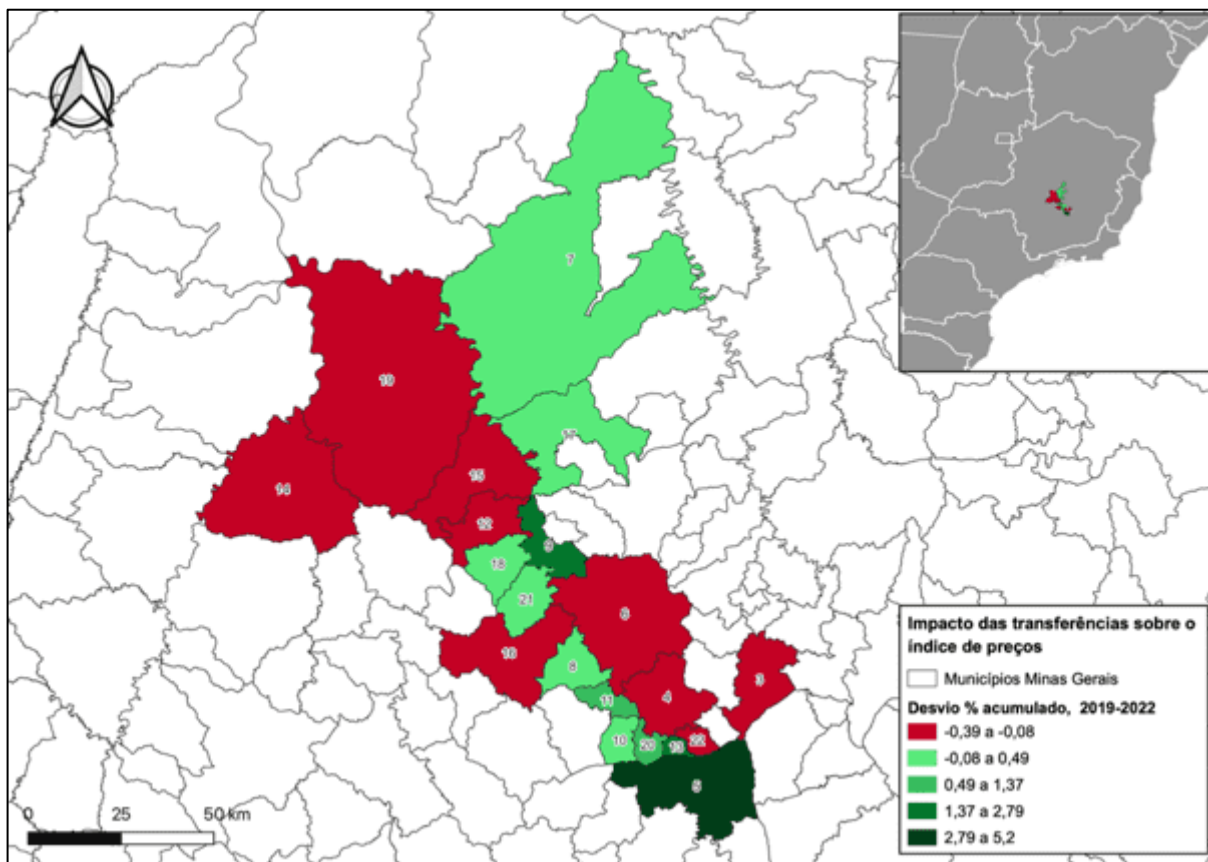 7
19
17
15
14
12
9
18
21
6
16
8
3
4
11
10
20
13
22
5
0
25
50 km
Impacto das transferências sobre o
índice de preços
Municípios Minas Gerais
Desvio % acumulado, 2019-2022
-0,39 a -0,08
-0,08 a 0,49
0,49 a 1,37
1,37 a 2,79
2,79 a 5,2